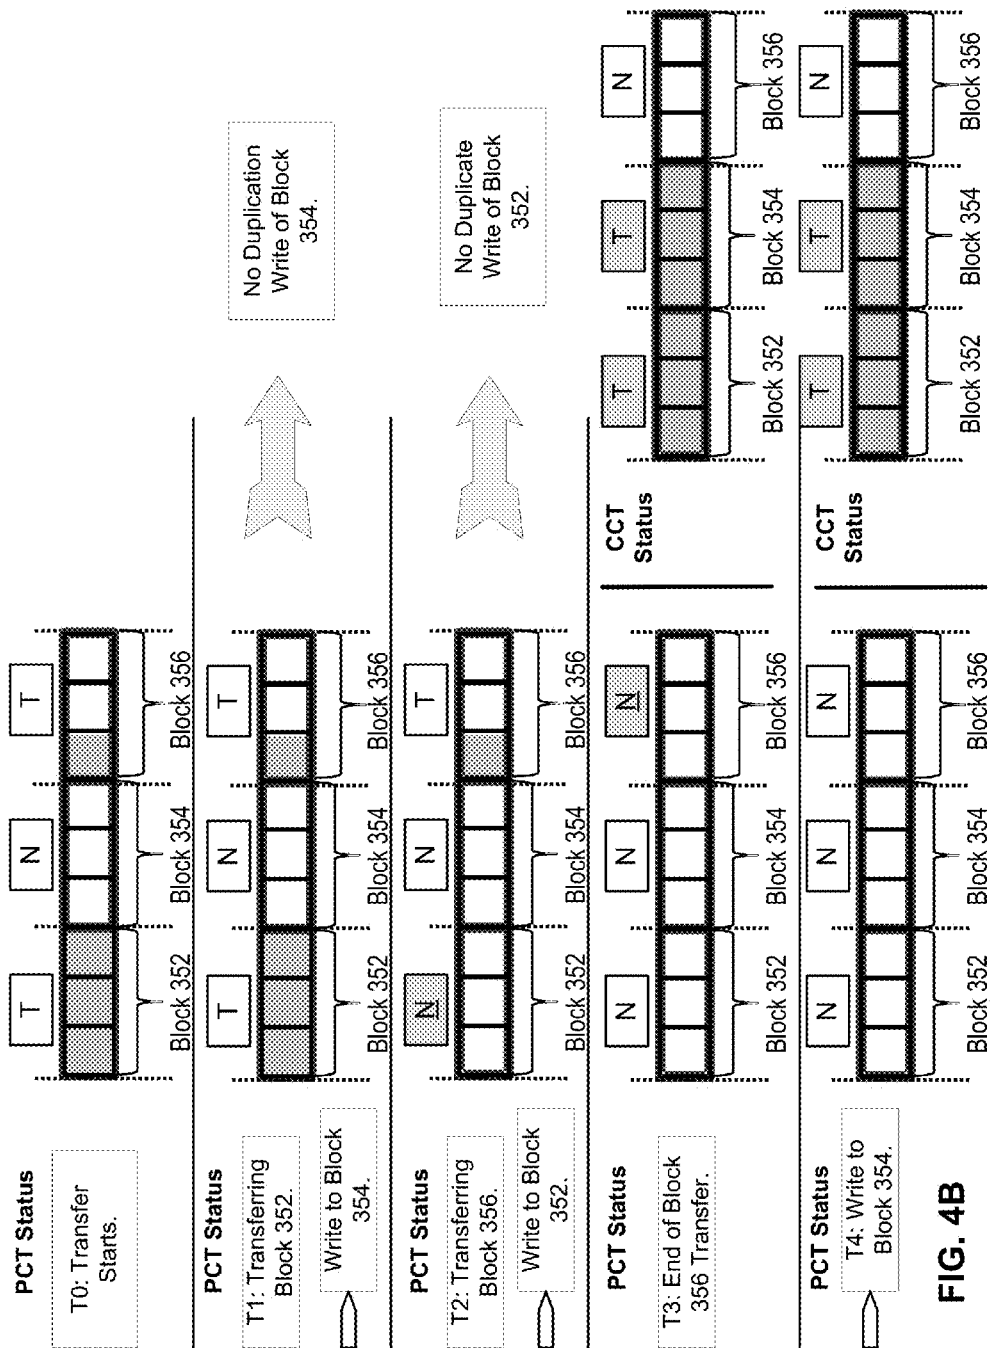 PCT Status
T0: Transfer
Starts.
T N T
Block 352 Block 354 Block 356
PCT Status
T1: Transferring
Block 352.
Write to Block
354.
T N T
Block 352 Block 354 Block 356
No Duplication
Write of Block
354.
PCT Status
T2: Transferring
Block 356.
Write to Block
352.
N N T
Block 352 Block 354 Block 356
No Duplicate
Write of Block
352.
PCT Status
T3: End of Block
356 Transfer.
N N N
Block 352 Block 354 Block 356
CCT
Status
T T N
Block 352 Block 354 Block 356
PCT Status
T4: Write to
Block 354.
N N N
Block 352 Block 354 Block 356
CCT
Status
T T N
Block 352 Block 354 Block 356
FIG. 4B